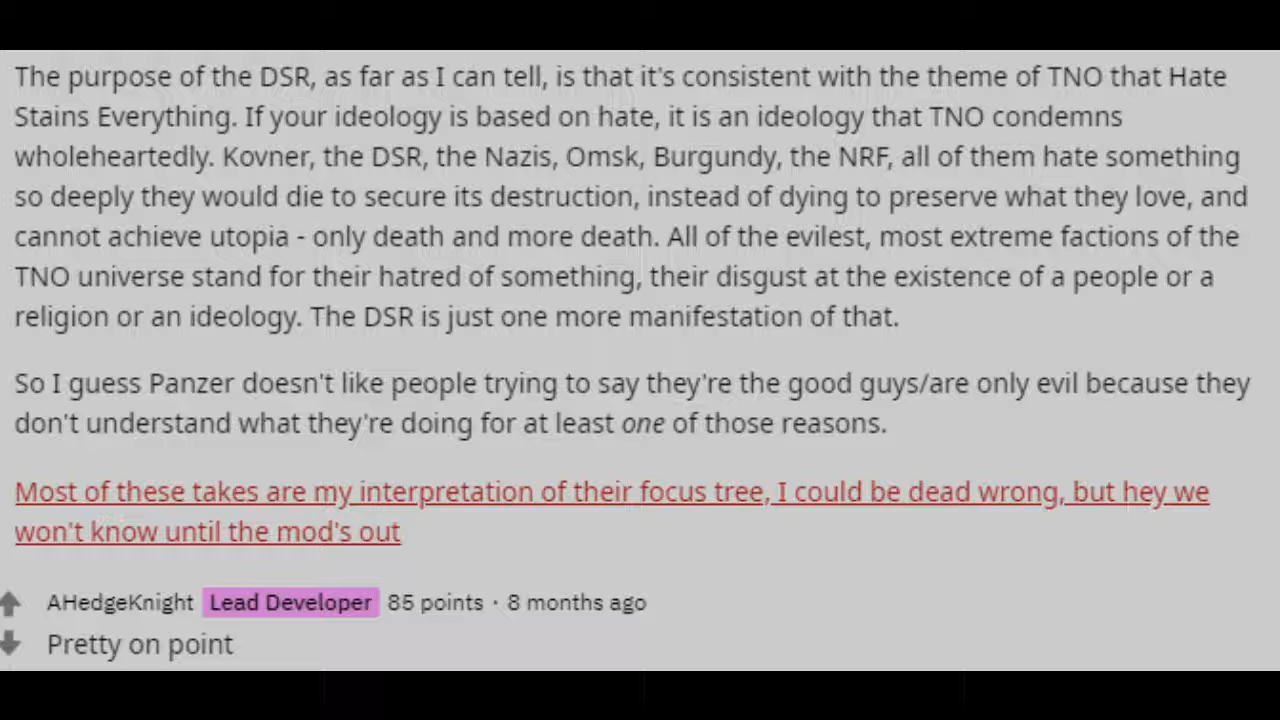 The purpose of the DSR, as far as I can tell, is that it's consistent with the theme of TNO that Hate
Stains Everything. If your ideology is based on hate, it is an ideology that TNO condemns
wholeheartedly. Kovner, the DSR, the Nazis, Omsk, Burgundy, the NRF, all of them hate something
so deeply they would die to secure its destruction, instead of dying to preserve what they love, and
cannot achieve utopia - only death and more death. All of the evilest, most extreme factions of the
TNO universe stand for their hatred of something, their disgust at the existence of a people or a
religion or an ideology. The DSR is just one more manifestation of that.
So I guess Panzer doesn't like people trying to say they're the good guys/are only evil because they
don't understand what they're doing for at least one of those reasons.
Most of these takes are my interpretation of their focus tree, I could be dead wrong, but hey we
won't know until the mod's out
AHedgeKnight Lead Developer 85 points · 8 months ago
Pretty on point